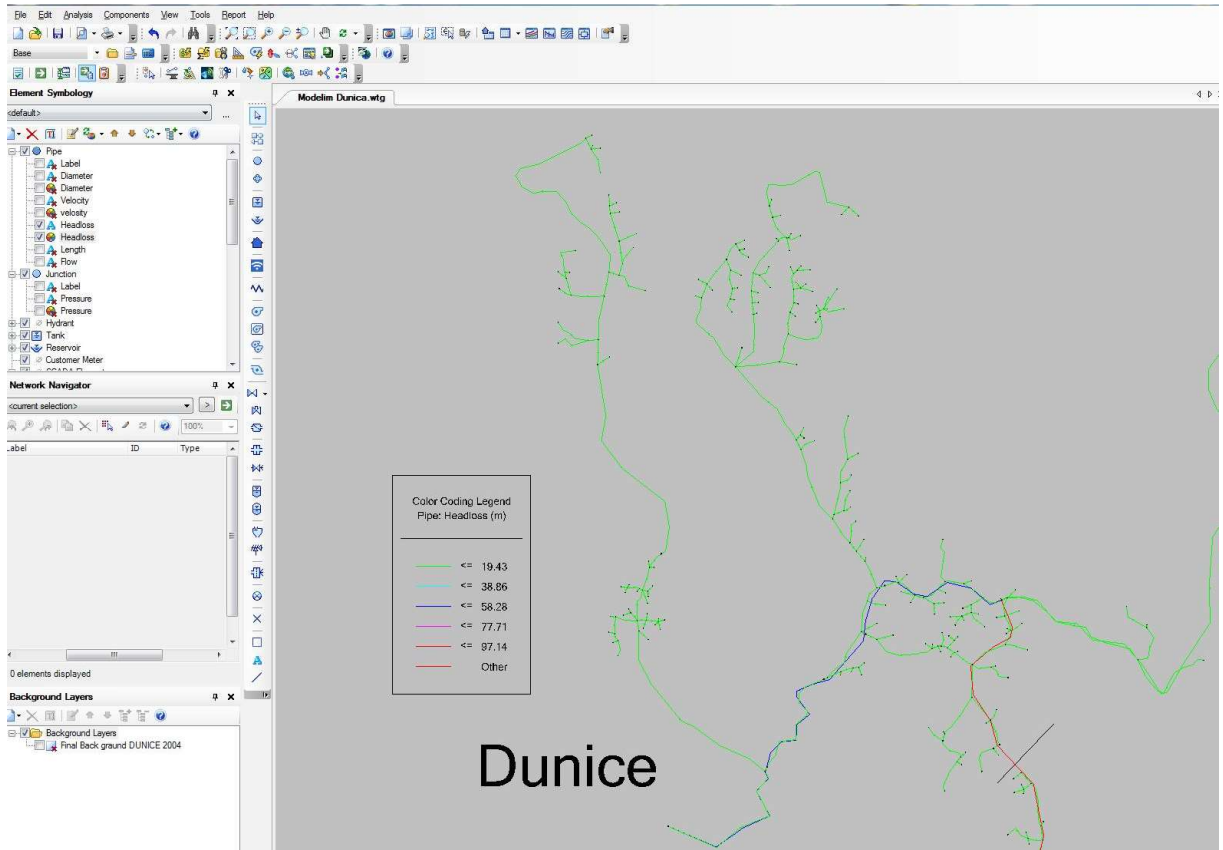 File Edit Analysis Components View Tools Report Help
Base
Element Symbology
<default>
...
Pipe
Label
Diameter
Diameter
Velocity
velosity
Headloss
Headloss
Length
Flow
Junction
Label
Pressure
Pressure
Hydrant
Tank
Reservoir
Customer Meter
Network Navigator
<current selection>
>
100%
Label ID Type
0 elements displayed
Background Layers
Background Layers
Final Back ground DUNICE 2004
Modelim Dunica.wtg
Color Coding Legend
Pipe: Headloss (m)
<= 19.43
<= 38.86
<= 58.28
<= 77.71
<= 97.14
Other
Dunice